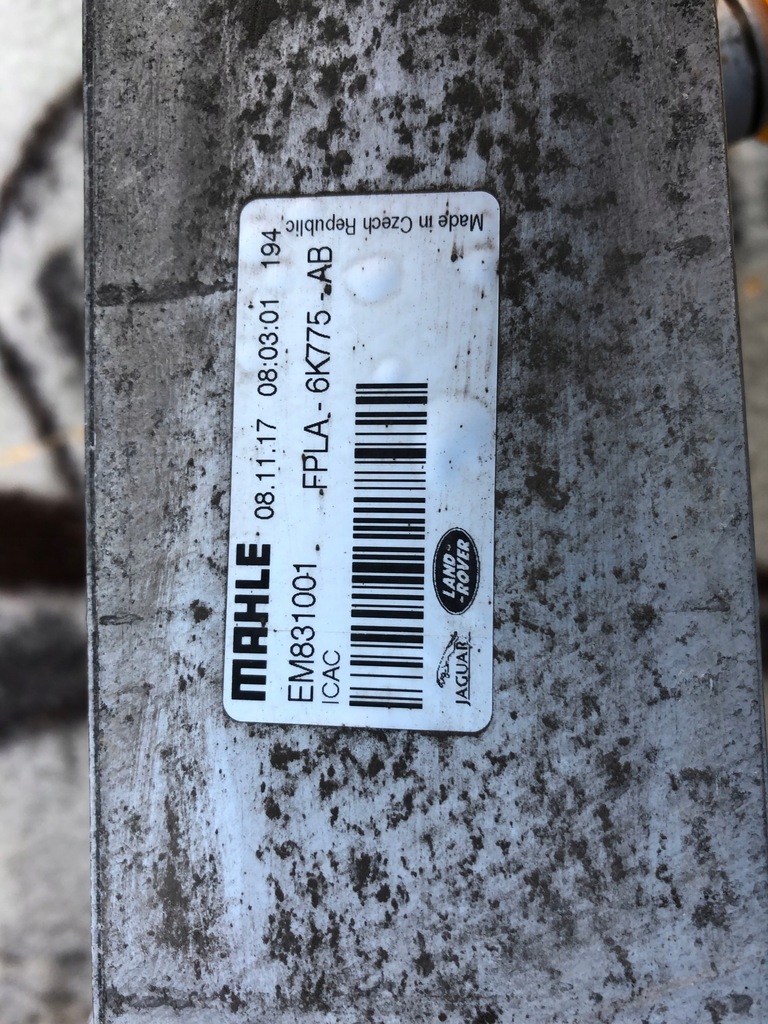 MAHLE 08.11.17 08:03:01 194
EM831001 FPLA - 6K775 - AB
ICAC
JAGUAR
LAND-
-ROVER
Made in Czech Republic